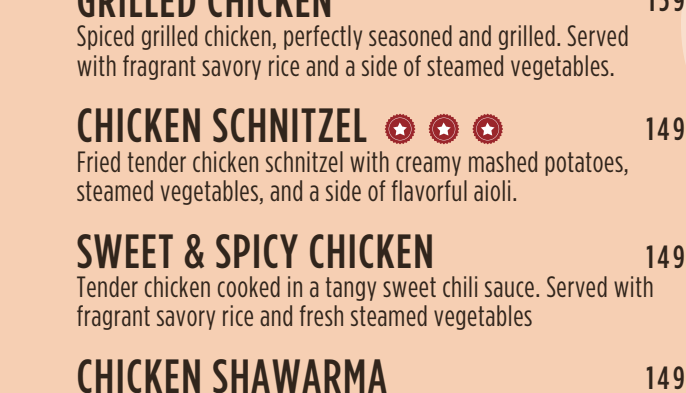 GRILLED CHICKEN 159
Spiced grilled chicken, perfectly seasoned and grilled. Served
with fragrant savory rice and a side of steamed vegetables.
CHICKEN SCHNITZEL 149
Fried tender chicken schnitzel with creamy mashed potatoes,
steamed vegetables, and a side of flavorful aioli.
SWEET & SPICY CHICKEN 149
Tender chicken cooked in a tangy sweet chili sauce. Served with
fragrant savory rice and fresh steamed vegetables
CHICKEN SHAWARMA 149